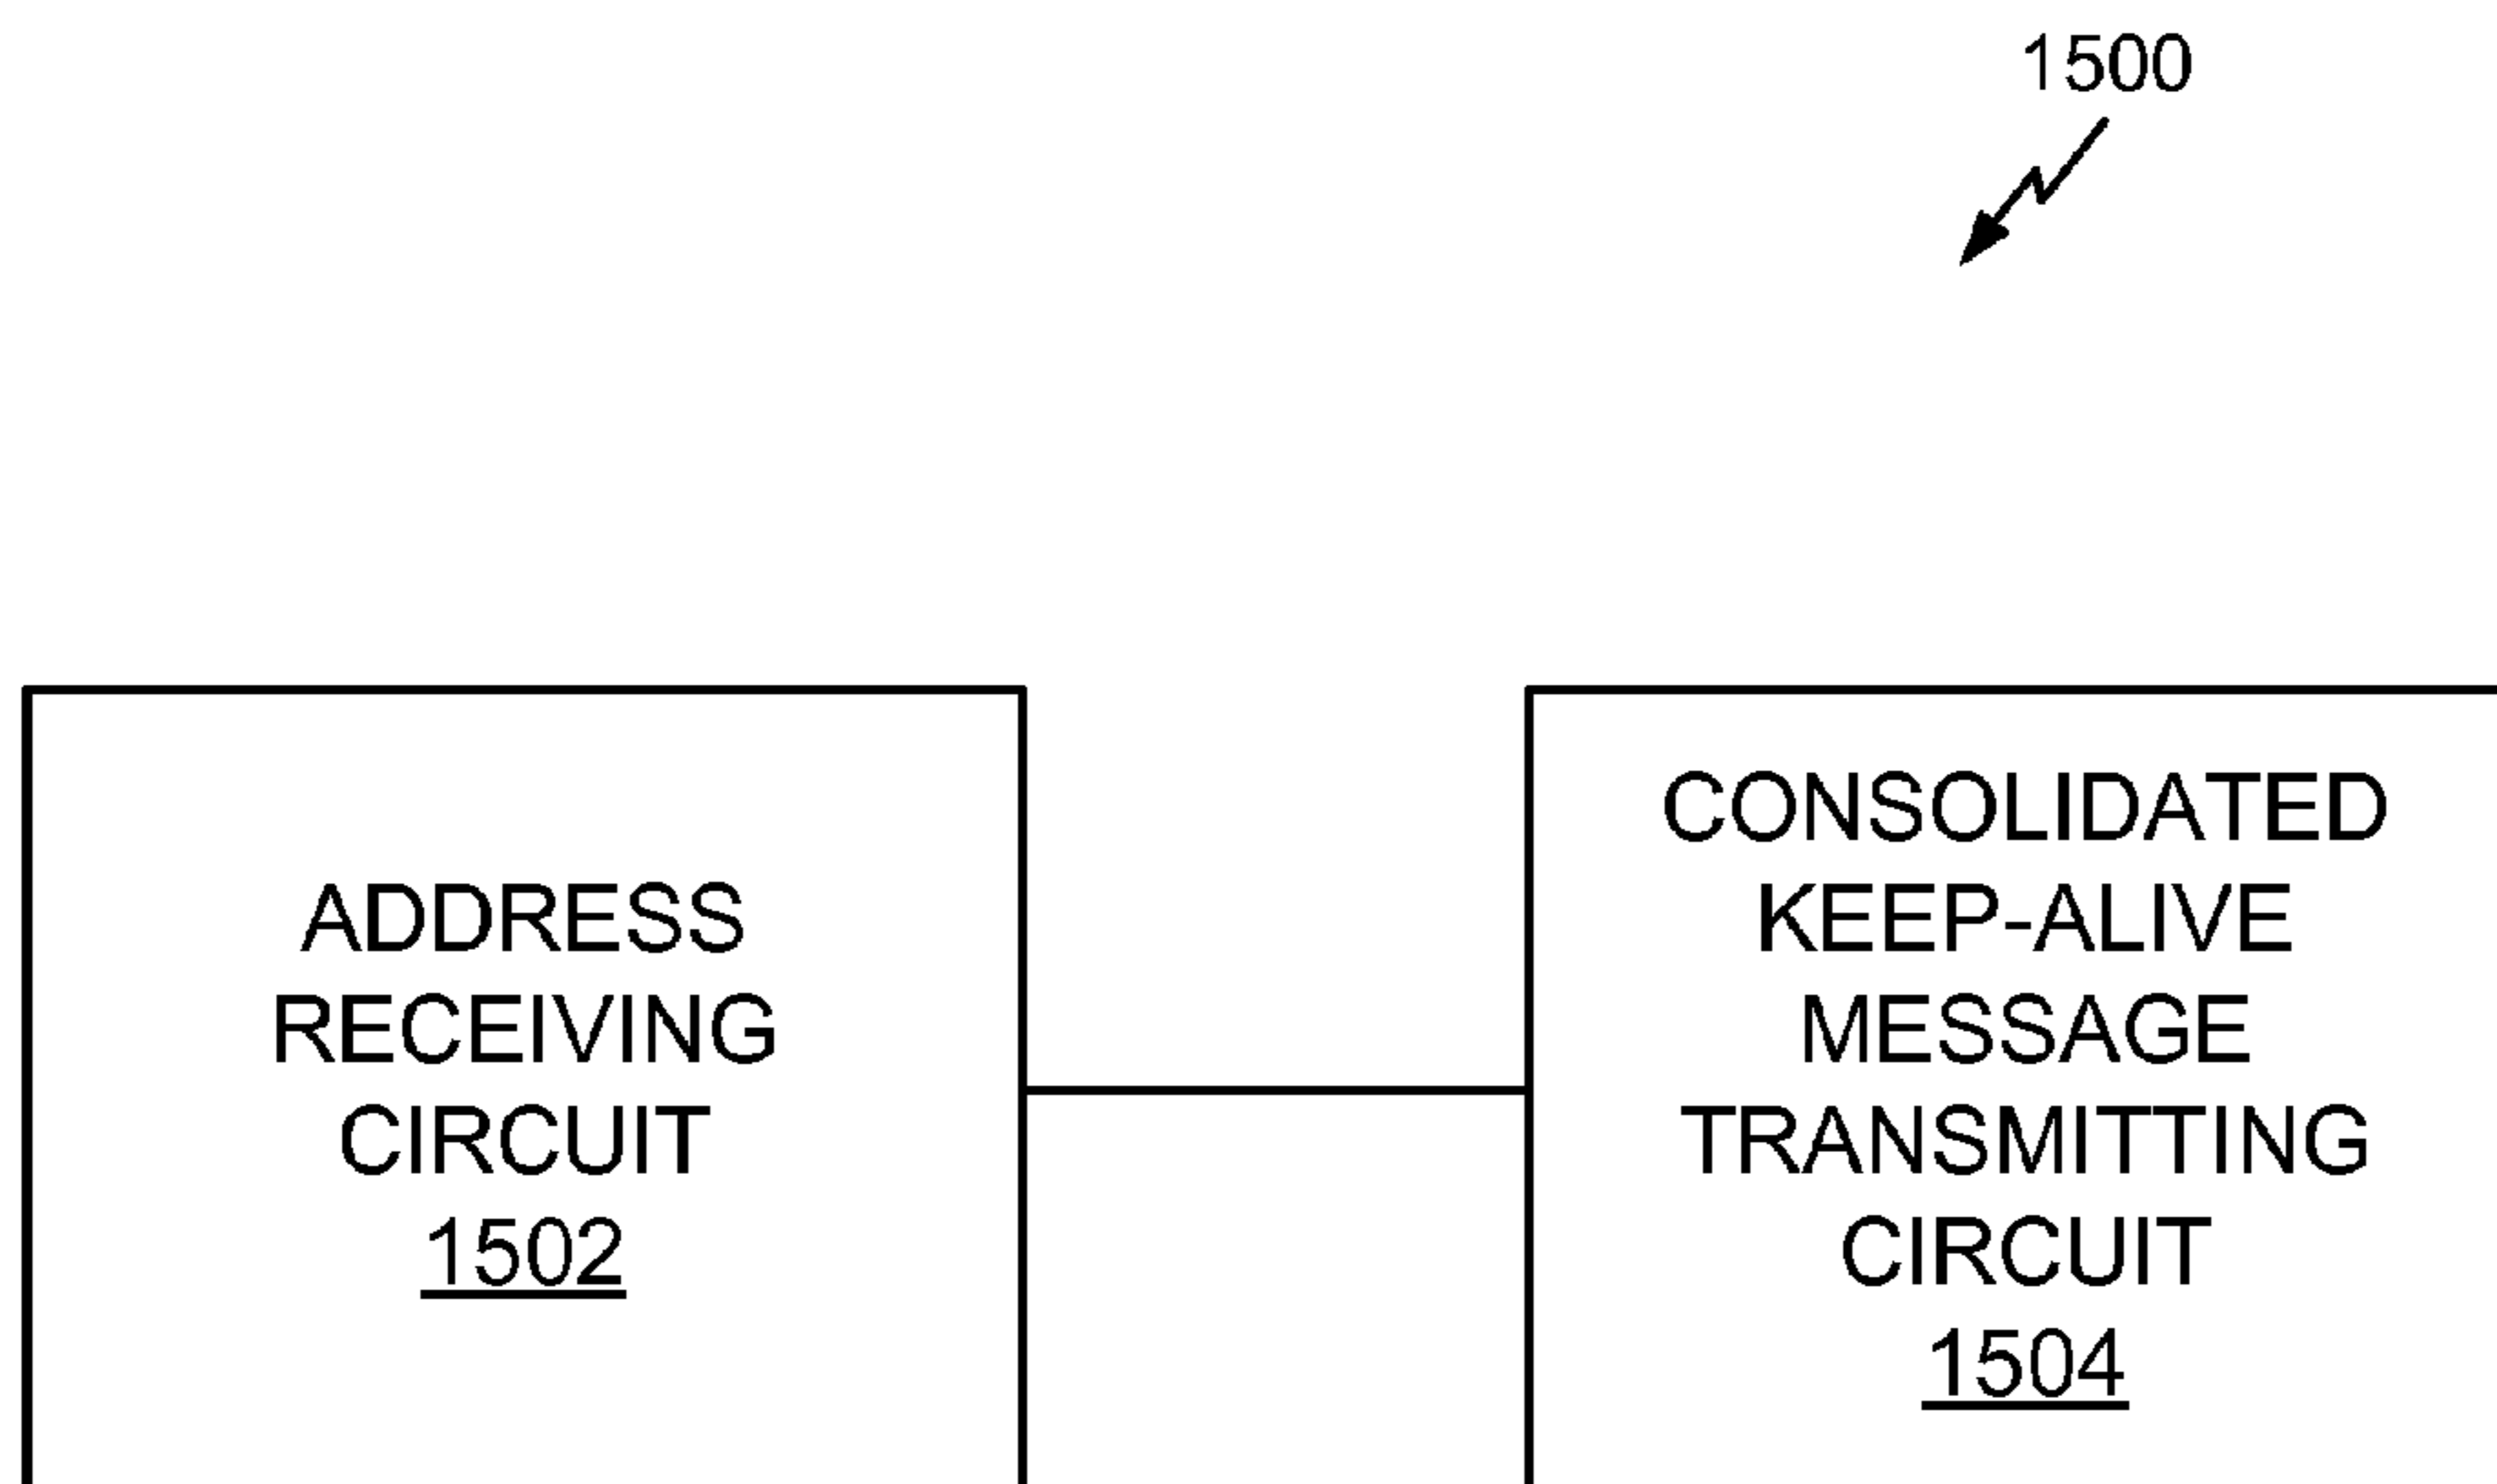 1500
ADDRESS
RECEIVING
CIRCUIT
1502
CONSOLIDATED
KEEP-ALIVE
MESSAGE
TRANSMITTING
CIRCUIT
1504